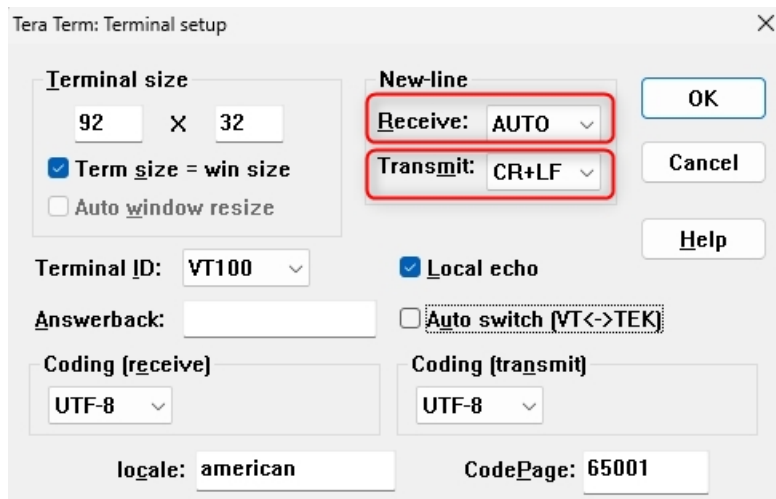 Tera Term: Terminal setup
Terminal size
92 X 32
Term size = win size
Auto window resize
New-line
Receive: AUTO
Transmit: CR+LF
OK
Cancel
Help
Terminal ID: VT100
Local echo
Answerback:
Auto switch (VT<->TEK)
Coding (receive)
UTF-8
Coding (transmit)
UTF-8
locale: american
CodePage: 65001